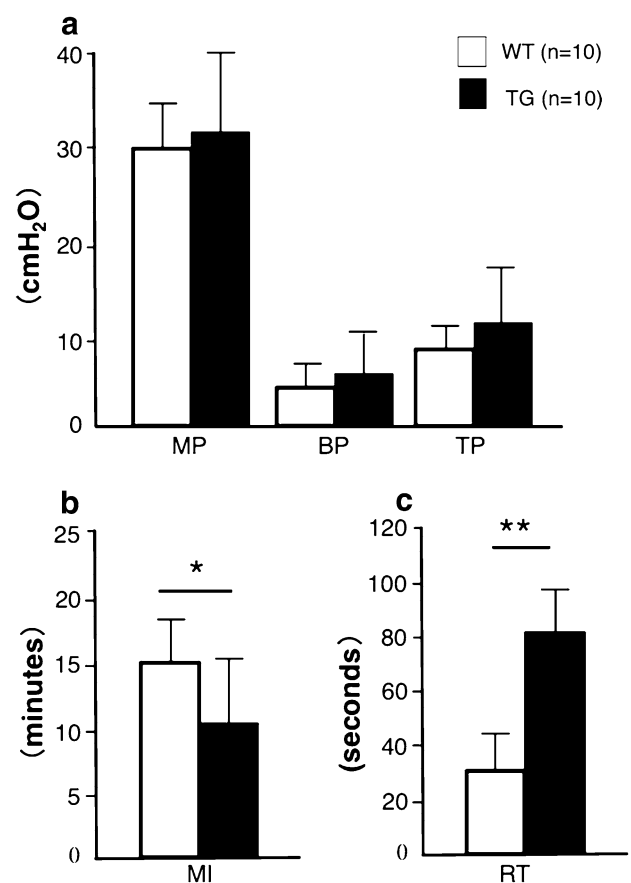 a
WT (n=10)
TG (n=10)
(cmH₂O)
40
30
20
10
0
MP BP TP
b
(minutes)
25
20
15
10
5
0
*
MI
c
(seconds)
120
100
80
60
40
20
0
**
RT